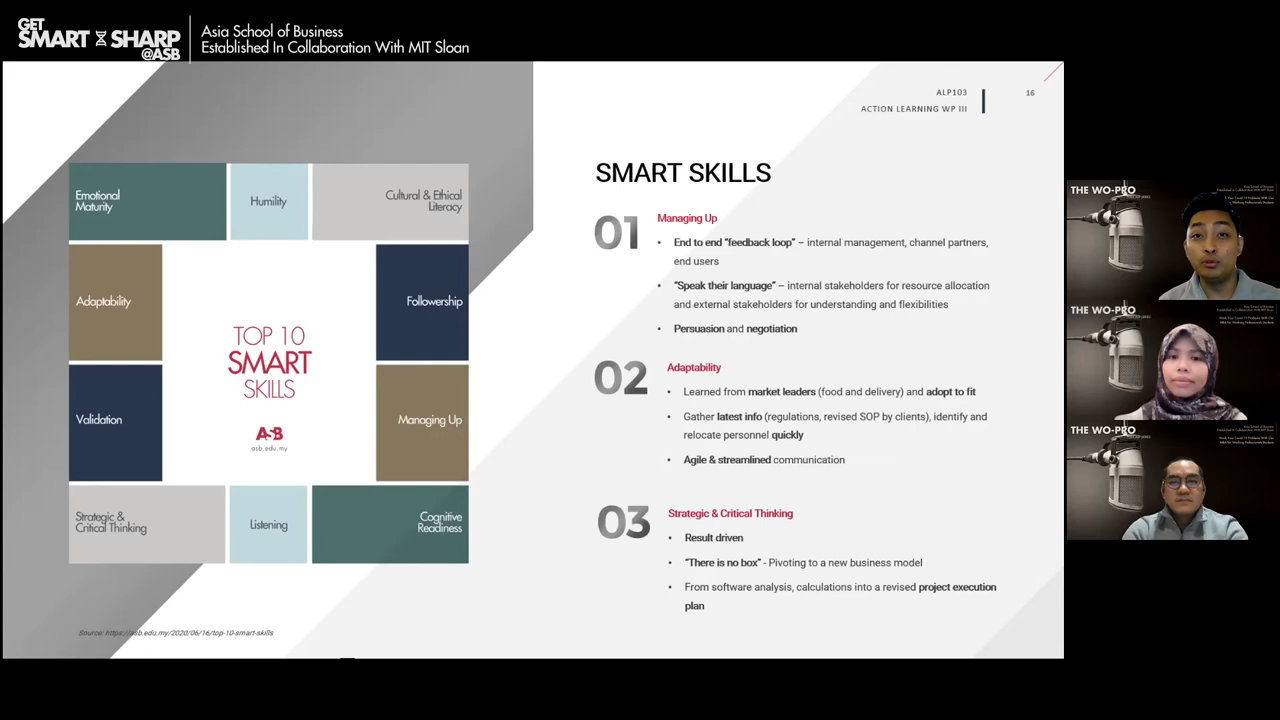 GET
SMART SHARP
@ASB
Asia School of Business
Established In Collaboration With MIT Sloan
ALP103
ACTION LEARNING WP III
16
Emotional
Maturity
Humility
Cultural & Ethical
Literacy
Adaptability
Followership
TOP 10
SMART
SKILLS
ASB
asb.edu.my
Validation
Managing Up
Strategic &
Critical Thinking
Listening
Cognitive
Readiness
Source: https://asb.edu.my/2020/06/16/top-10-smart-skills
SMART SKILLS
01
Managing Up
• End to end "feedback loop" – internal management, channel partners,
end users
• "Speak their language" – internal stakeholders for resource allocation
and external stakeholders for understanding and flexibilities
• Persuasion and negotiation
02
Adaptability
• Learned from market leaders (food and delivery) and adopt to fit
• Gather latest info (regulations, revised SOP by clients), identify and
relocate personnel quickly
• Agile & streamlined communication
03
Strategic & Critical Thinking
• Result driven
• "There is no box" - Pivoting to a new business model
• From software analysis, calculations into a revised project execution
plan
THE WO-PRO
THE WO-PRO
THE WO-PRO